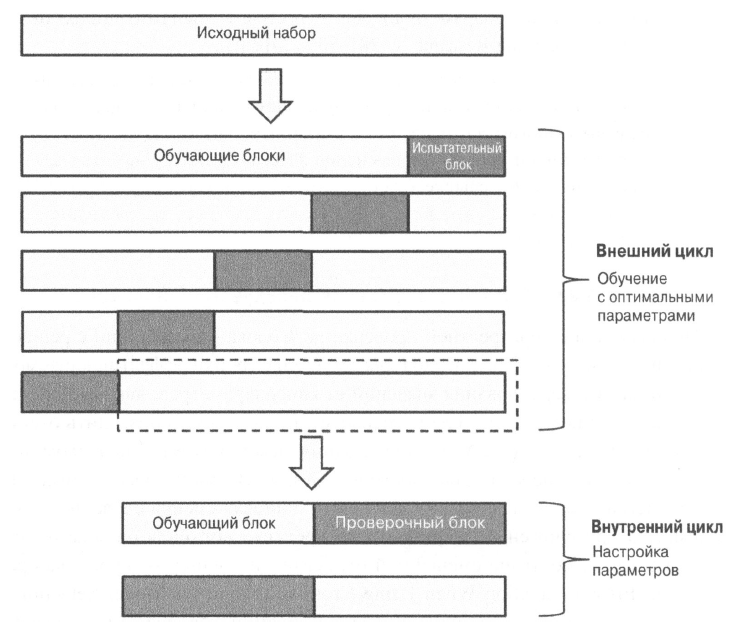 Исходный набор
Обучающие блоки
Испытательный
блок
Внешний цикл
Обучение
с оптимальными
параметрами
Обучающий блок
Проверочный блок
Внутренний цикл
Настройка
параметров